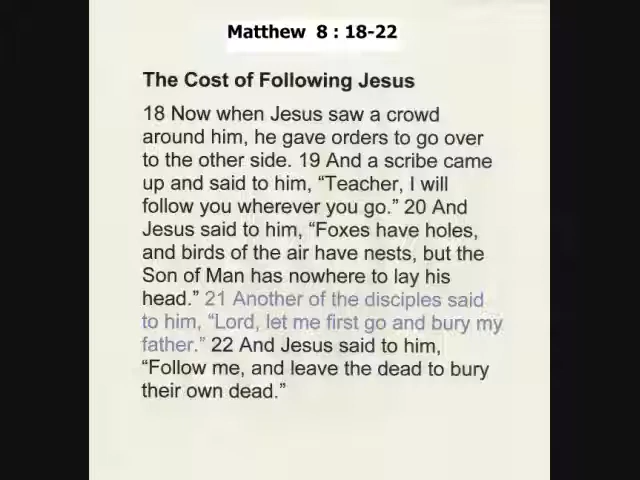 Matthew 8 : 18-22
The Cost of Following Jesus
18 Now when Jesus saw a crowd
around him, he gave orders to go over
to the other side. 19 And a scribe came
up and said to him, “Teacher, I will
follow you wherever you go.” 20 And
Jesus said to him, “Foxes have holes,
and birds of the air have nests, but the
Son of Man has nowhere to lay his
head.” 21 Another of the disciples said
to him, “Lord, let me first go and bury my
father.” 22 And Jesus said to him,
“Follow me, and leave the dead to bury
their own dead.”